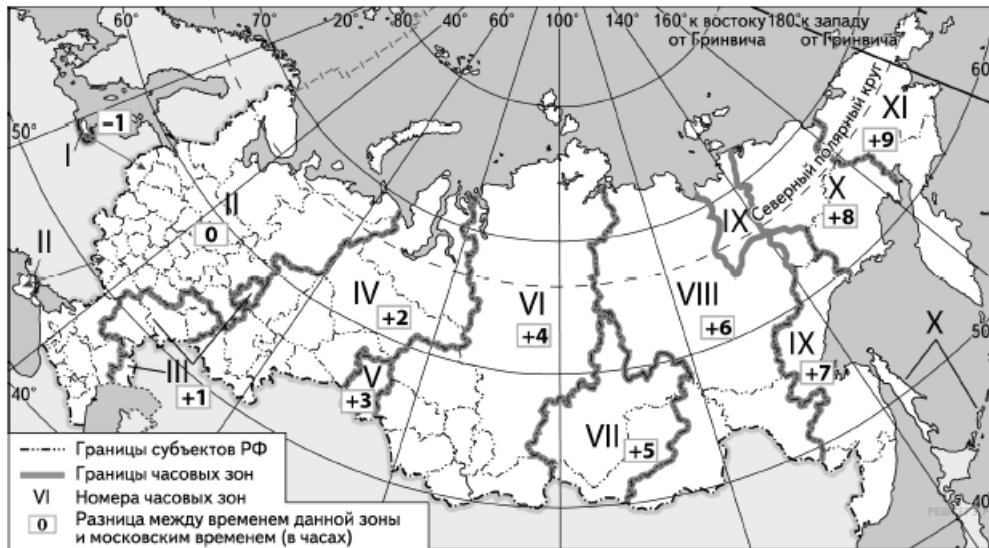 60°
70°
20°
80°
100°
140°
160° к востоку
от Гринвича
180° к западу
от Гринвича
60
50°
I
–1
Северный полярный круг
XI
+9
II
0
X
+8
IX
II
IV
+2
VI
+4
VIII
+6
X
IX
+7
50
III
+1
V
+3
VII
+5
40°
40
Границы субъектов РФ
Границы часовых зон
VI Номера часовых зон
0 Разница между временем данной зоны
и московским временем (в часах)